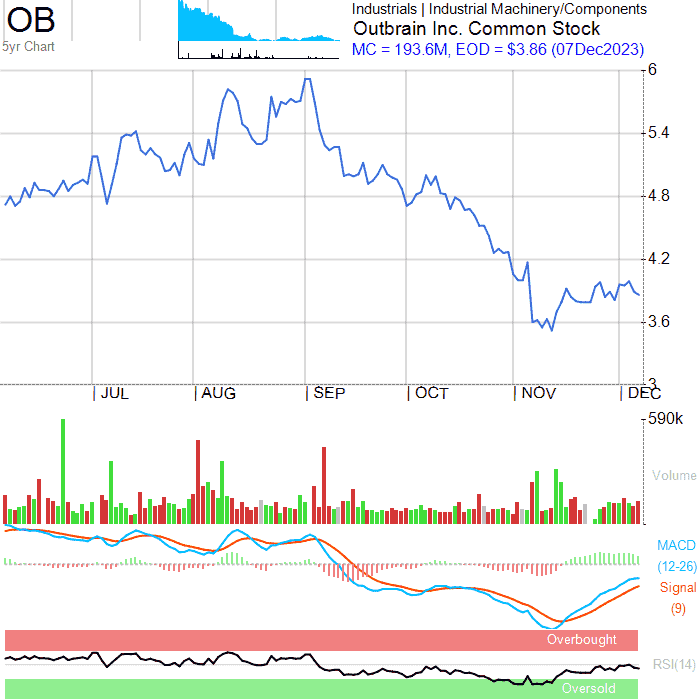 OB
5yr Chart
Industrials | Industrial Machinery/Components
Outbrain Inc. Common Stock
MC = 193.6M, EOD = $3.86 (07Dec2023)
6
5.4
4.8
4.2
3.6
3
JUL
AUG
SEP
OCT
NOV
DEC
590k
Volume
MACD
(12-26)
Signal
(9)
Overbought
RSI(14)
Oversold